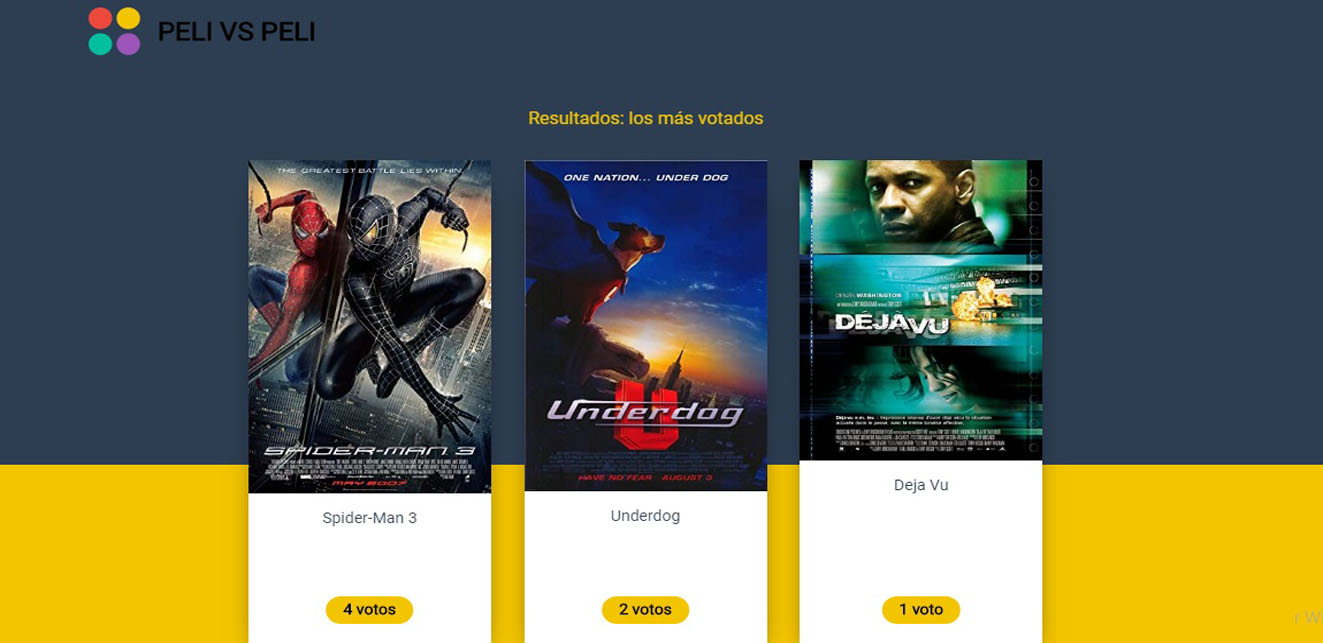 PELI VS PELI
Resultados: los más votados
THE GREATEST BATTLE LIES WITHIN
SPIDER-MAN 3
MAY 2007
Spider-Man 3
4 votos
ONE NATION... UNDER DOG
Underdog
HAVE NO FEAR AUGUST 3
Underdog
2 votos
DENZEL WASHINGTON
DÉJÀ VU
Deja Vu
1 voto